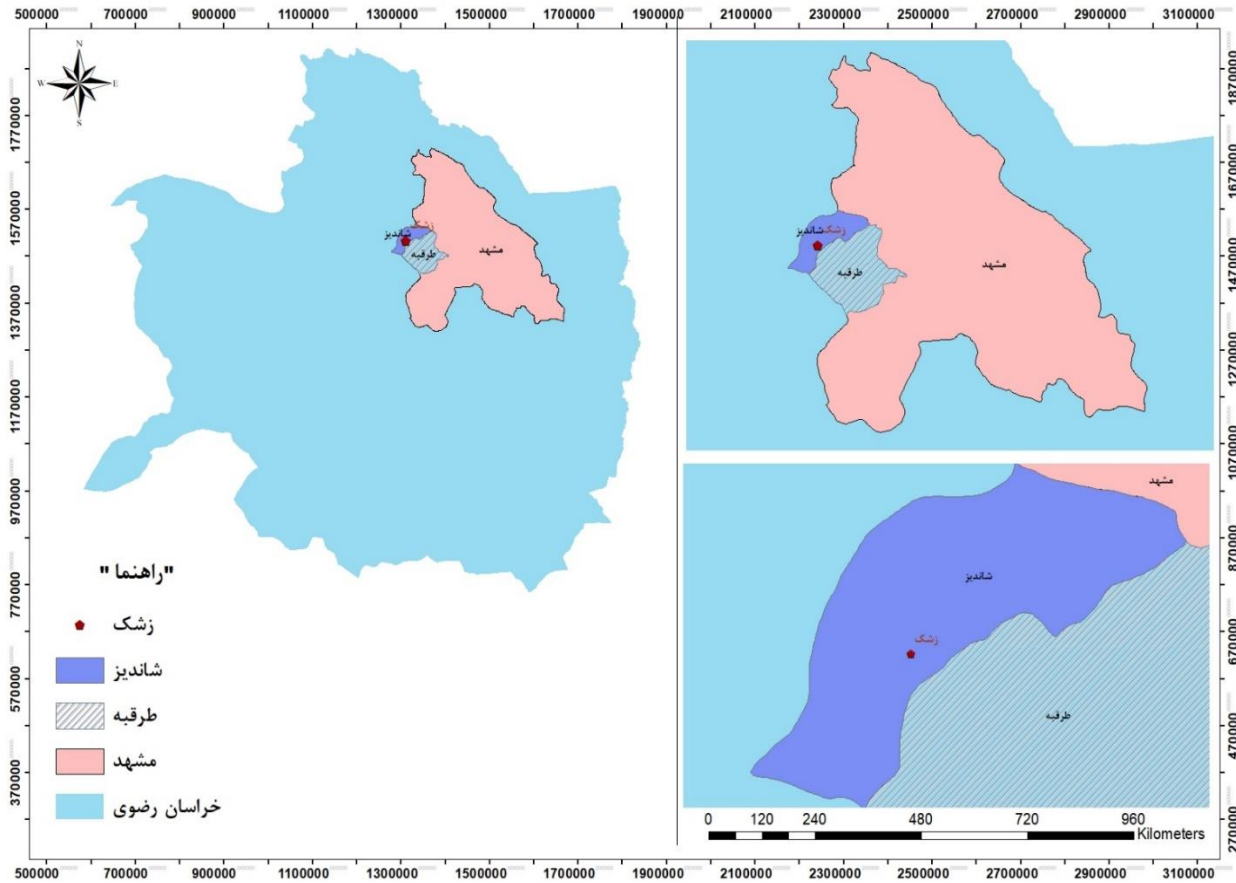 500000 700000 900000 1100000 1300000 1500000 1700000 1900000 2100000 2300000 2500000 2700000 2900000 3100000
N
W E
S
1770000
1570000
1370000
1170000
970000
770000
570000
370000
زشک
شاندیز
طرقبه
مشهد
"راهنما"
زشک
شاندیز
طرقبه
مشهد
خراسان رضوی
شاندیز زشک
طرقبه
مشهد
مشهد
شاندیز
زشک
طرقبه
0 120 240 480 720 960
Kilometers
1870000
1670000
1470000
1270000
1070000
870000
670000
470000
270000
500000 700000 900000 1100000 1300000 1500000 1700000 1900000 2100000 2300000 2500000 2700000 2900000 3100000